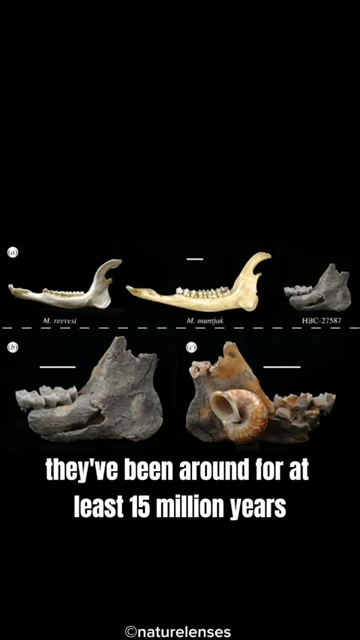 (a)
M. reevesi
M. muntjak
HBC-27587
(b)
(c)
they've been around for at
least 15 million years
©naturelenses